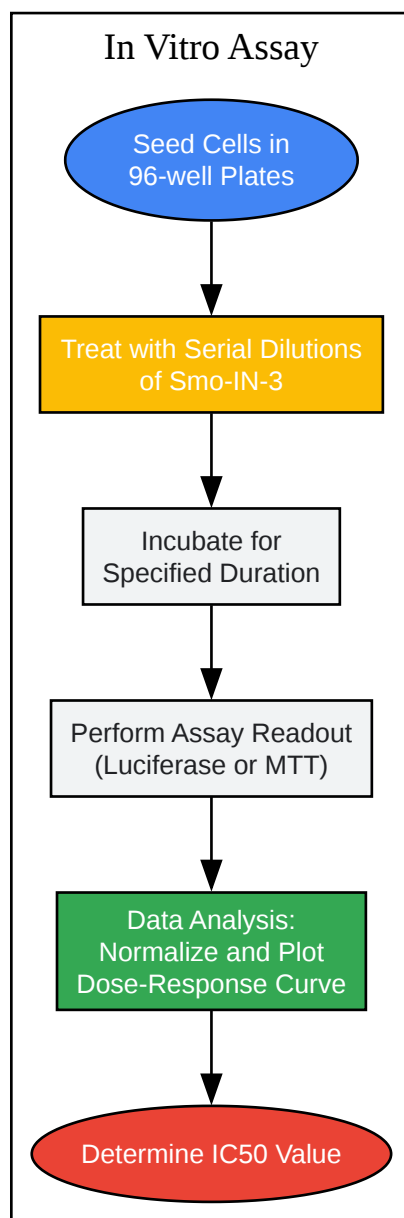 In Vitro Assay
Seed Cells in
96-well Plates
Treat with Serial Dilutions
of Smo-IN-3
Incubate for
Specified Duration
Perform Assay Readout
(Luciferase or MTT)
Data Analysis:
Normalize and Plot
Dose-Response Curve
Determine IC50 Value